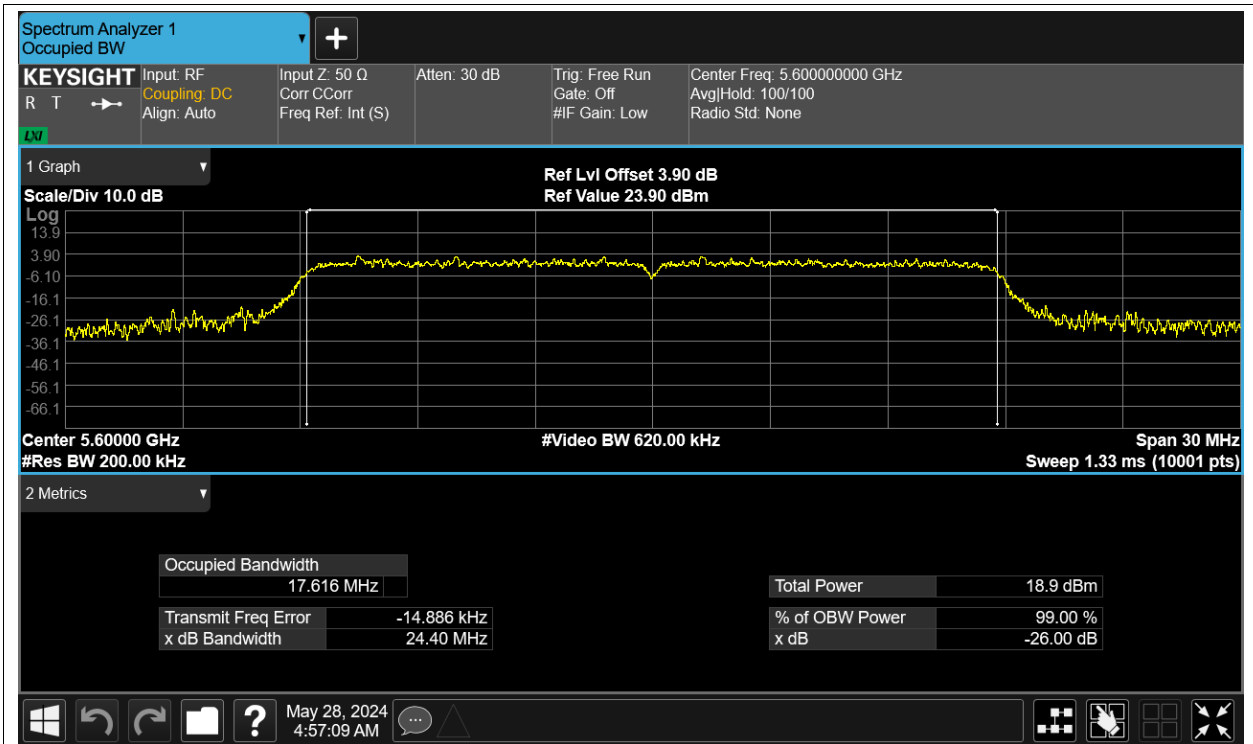 Spectrum Analyzer 1
Occupied BW
KEYSIGHT
R T
LXI
Input: RF
Coupling: DC
Align: Auto
Input Z: 50 Ω
Corr CCorr
Freq Ref: Int (S)
Atten: 30 dB
Trig: Free Run
Gate: Off
#IF Gain: Low
Center Freq: 5.600000000 GHz
Avg|Hold: 100/100
Radio Std: None
1 Graph
Scale/Div 10.0 dB
Ref Lvl Offset 3.90 dB
Ref Value 23.90 dBm
Log
13.9
3.90
-6.10
-16.1
-26.1
-36.1
-46.1
-56.1
-66.1
Center 5.60000 GHz
#Video BW 620.00 kHz
Span 30 MHz
#Res BW 200.00 kHz
Sweep 1.33 ms (10001 pts)
2 Metrics
Occupied Bandwidth
17.616 MHz
Total Power 18.9 dBm
Transmit Freq Error -14.886 kHz
% of OBW Power 99.00 %
x dB Bandwidth 24.40 MHz
x dB -26.00 dB
?
May 28, 2024
4:57:09 AM